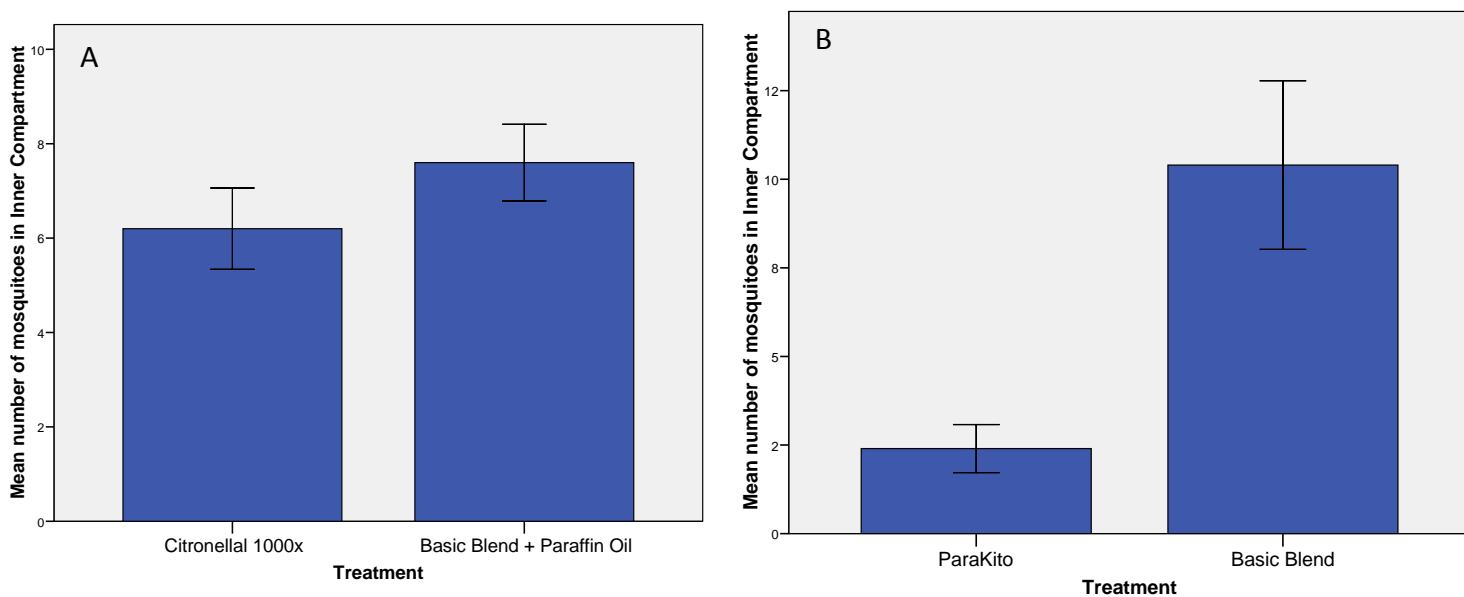 A
Mean number of mosquitoes in Inner Compartment
10
8
6
4
2
0
Citronellal 1000x
Basic Blend + Paraffin Oil
Treatment
B
Mean number of mosquitoes in Inner Compartment
12
10
8
5
2
0
ParaKito
Basic Blend
Treatment